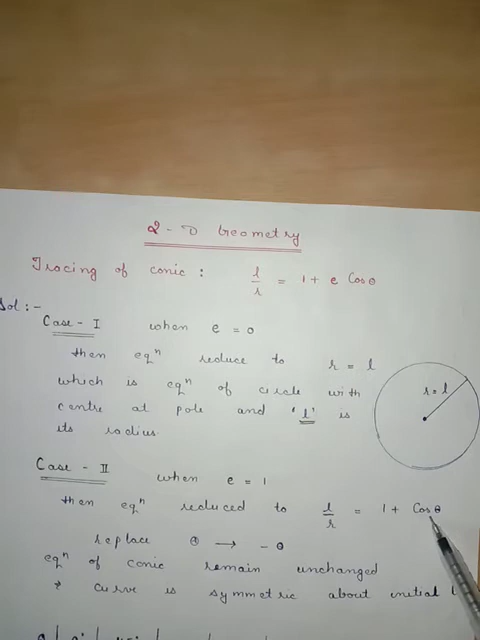 2-D Geometry
Tracing of conic : l/r = 1 + e Cosθ
Sol :-
Case - I when e = 0
then eqⁿ reduce to r = l
which is eqⁿ of circle with
centre at pole and 'l' is
its radius.
r = l
Case - II when e = 1
then eqⁿ reduced to l/r = 1 + Cosθ
replace θ → -θ
eqⁿ of conic remain unchanged
curve is symmetric about initial